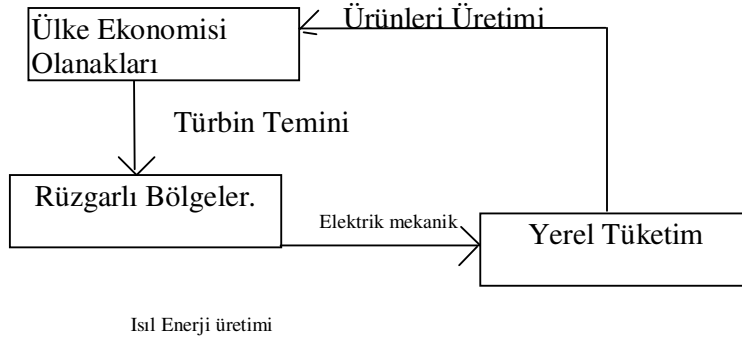 Ürünleri Üretimi
Ülke Ekonomisi
Olanakları
Türbin Temini
Rüzgarlı Bölgeler.
Elektrik mekanik
Yerel Tüketim
Isıl Enerji üretimi